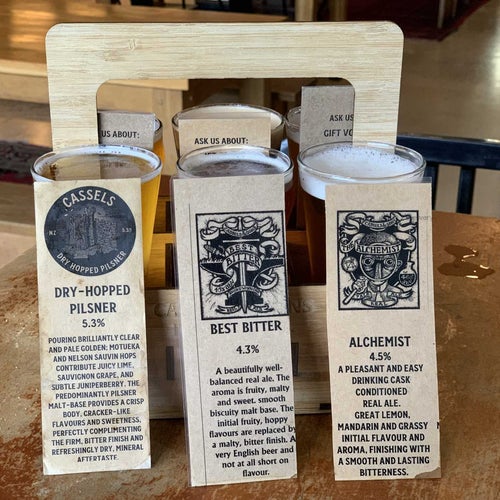 ASK US ABOUT:
ASK US ABOUT:
ASK US ABOUT:
GIFT VO
CASSELS
NZ
5.3%
DRY HOPPED PILSNER
DRY-HOPPED
PILSNER
5.3%
POURING BRILLIANTLY CLEAR
AND PALE GOLDEN; MOTUEKA
AND NELSON SAUVIN HOPS
CONTRIBUTE JUICY LIME,
SAUVIGNON GRAPE, AND
SUBTLE JUNIPERBERRY. THE
PREDOMINANTLY PILSNER
MALT-BASE PROVIDES A CRISP
BODY, CRACKER-LIKE
FLAVOURS AND SWEETNESS,
PERFECTLY COMPLIMENTING
THE FIRM, BITTER FINISH AND
REFRESHINGLY DRY, MINERAL
AFTERTASTE.
BEST
BITTER
BEST BITTER
4.3%
A beautifully well-
balanced real ale. The
aroma is fruity, malty
and sweet. smooth
biscuity malt base. The
initial fruity, hoppy
flavours are replaced by
a malty, bitter finish. A
very English beer and
not at all short on
flavour.
ALCHEMIST
ALCHEMIST
4.5%
A PLEASANT AND EASY
DRINKING CASK
CONDITIONED
REAL ALE.
GREAT LEMON,
MANDARIN AND GRASSY
INITIAL FLAVOUR AND
AROMA, FINISHING WITH
A SMOOTH AND LASTING
BITTERNESS.